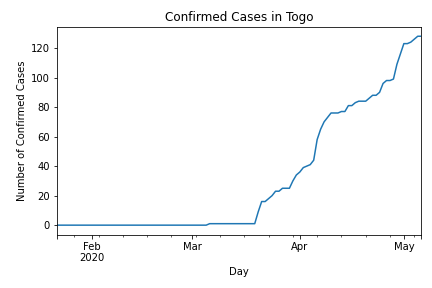 Confirmed Cases in Togo
Number of Confirmed Cases
120
100
80
60
40
20
0
Feb
2020
Mar
Apr
May
Day